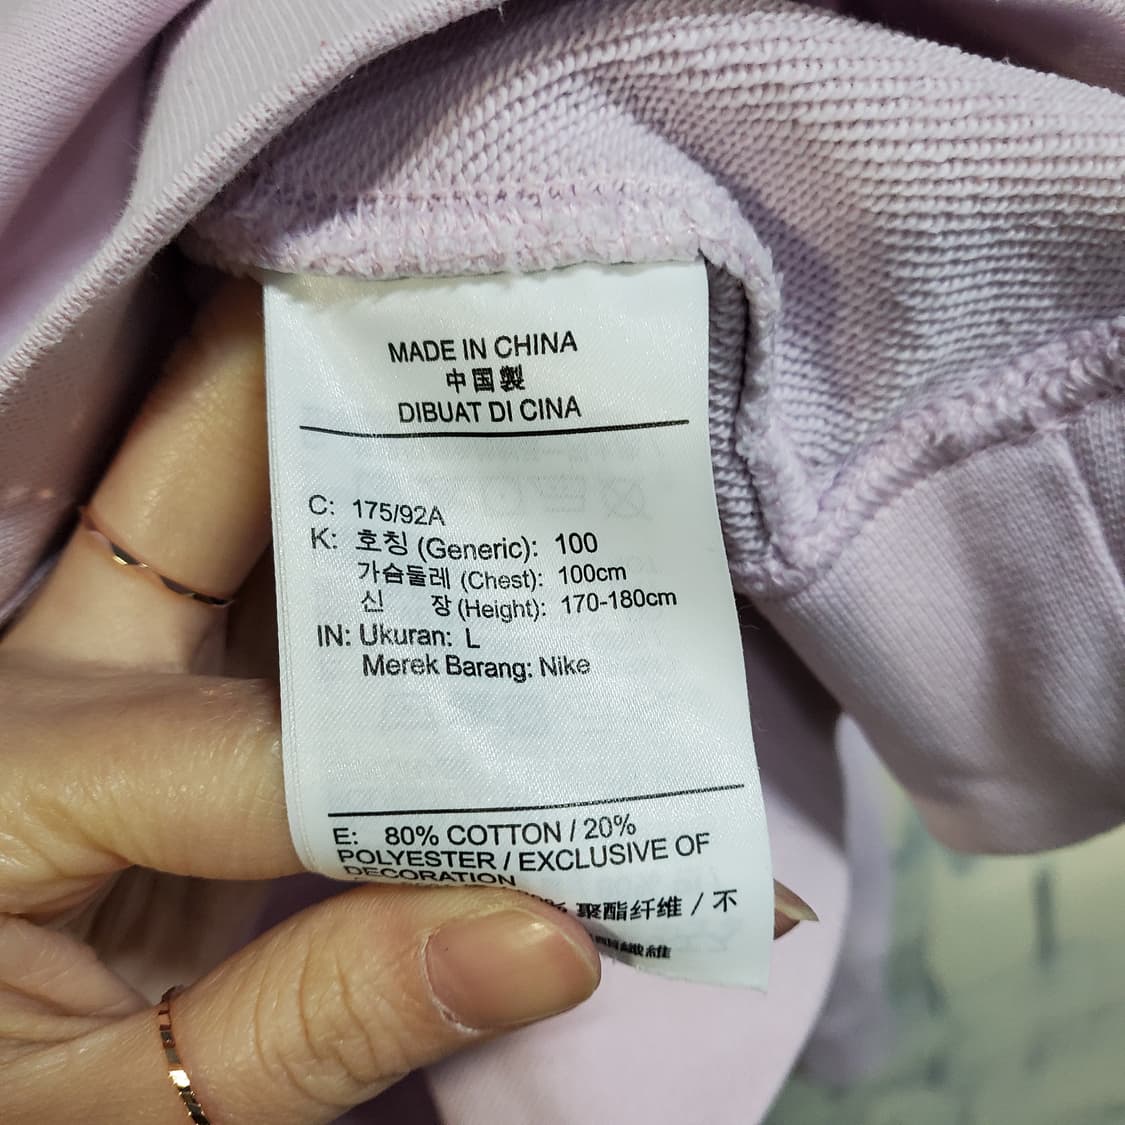 MADE IN CHINA
中国製
DIBUAT DI CINA
C: 175/92A
K: 호칭 (Generic): 100
가슴둘레 (Chest): 100cm
신 장 (Height): 170-180cm
IN: Ukuran: L
Merek Barang: Nike
E: 80% COTTON / 20%
POLYESTER / EXCLUSIVE OF
DECORATION
聚酯纤维 / 不
纖維